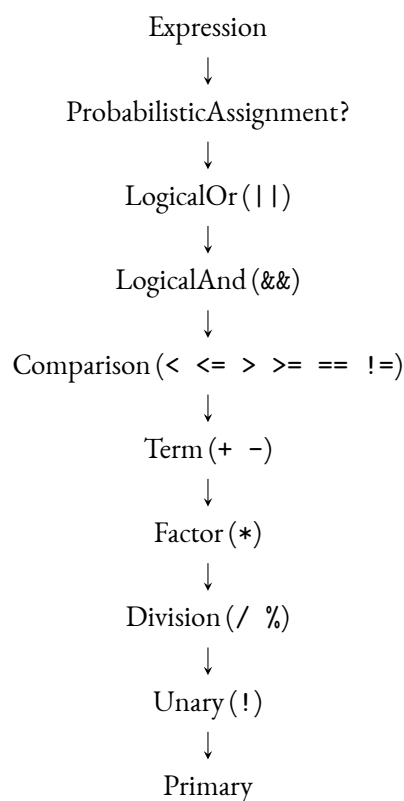 Expression
ProbabilisticAssignment?
LogicalOr (||)
LogicalAnd (&&)
Comparison (< <= > >= == !=)
Term (+ -)
Factor (*)
Division (/ %)
Unary (!)
Primary